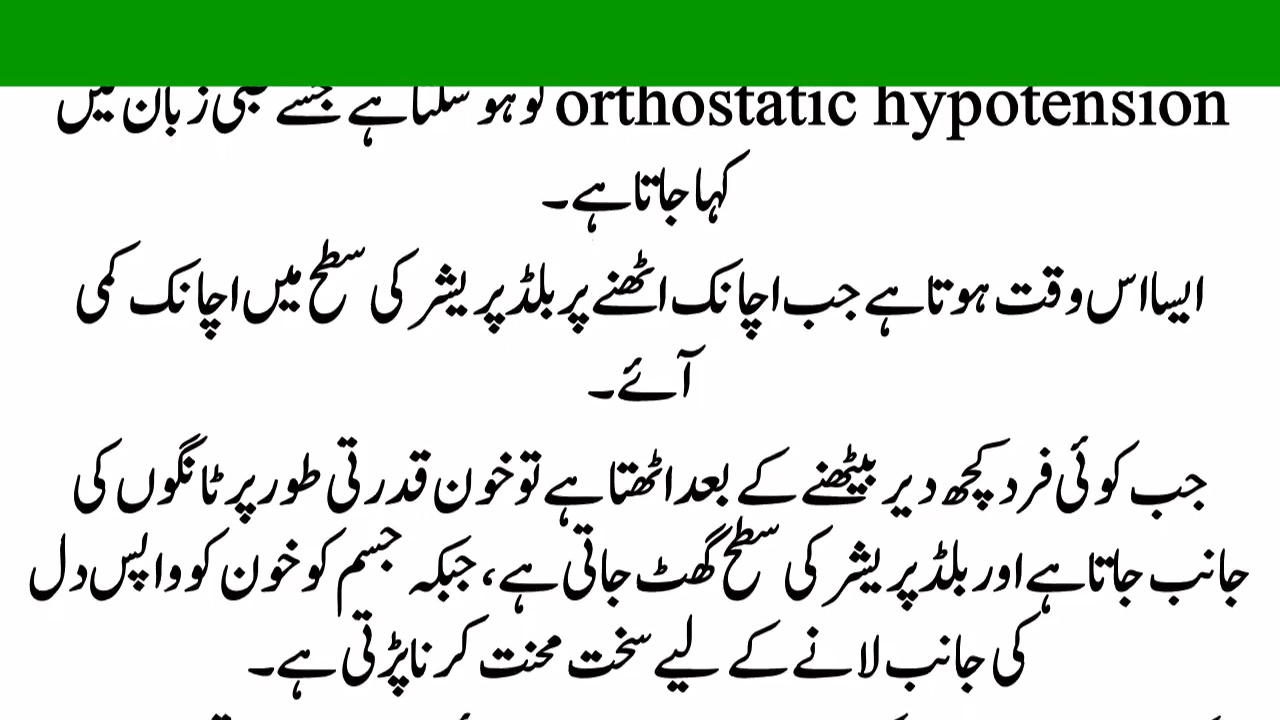 orthostatic hypotension تو ہو سکتا ہے جسے طبی زبان میں
کہا جاتا ہے۔
ایسا اس وقت ہوتا ہے جب اچانک اٹھنے پر بلڈ پریشر کی سطح میں اچانک کمی
آئے۔
جب کوئی فرد کچھ دیر بیٹھنے کے بعد اٹھتا ہے تو خون قدرتی طور پر ٹانگوں کی
جانب جاتا ہے اور بلڈ پریشر کی سطح گھٹ جاتی ہے، جبکہ جسم کو خون کو واپس دل
کی جانب لانے کے لیے سخت محنت کرنا پڑتی ہے۔